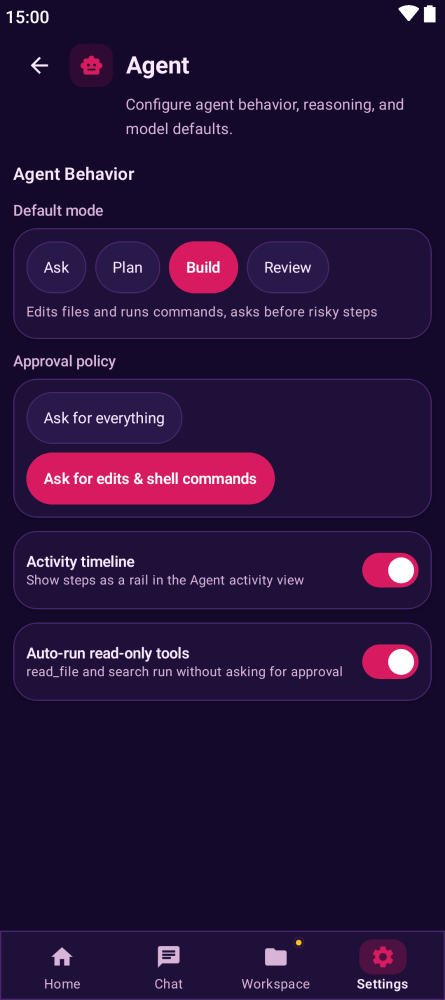 15:00
Agent
Configure agent behavior, reasoning, and
model defaults.
Agent Behavior
Default mode
Ask
Plan
Build
Review
Edits files and runs commands, asks before risky steps
Approval policy
Ask for everything
Ask for edits & shell commands
Activity timeline
Show steps as a rail in the Agent activity view
Auto-run read-only tools
read_file and search run without asking for approval
Home
Chat
Workspace
Settings